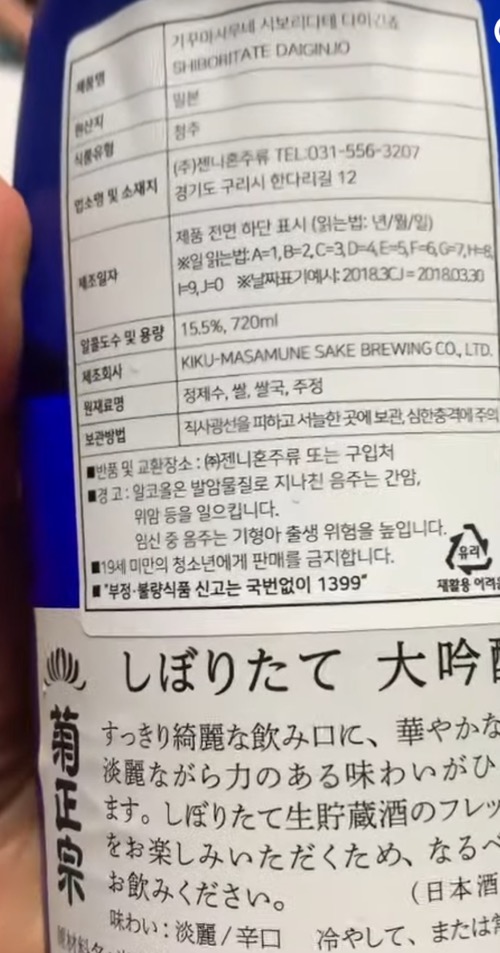 제품명 기꾸마사무네 시보리다테 다이긴죠
SHIBORITATE DAIGINJO
원산지 일본
식품유형 청주
업소명 및 소재지 (주)젠니혼주류 TEL:031-556-3207
경기도 구리시 한다리길 12
제조일자 제품 전면 하단 표시 (읽는법: 년/월/일)
※일 읽는법: A=1, B=2, C=3, D=4, E=5, F=6, G=7, H=8,
I=9, J=0 ※날짜표기예시: 2018.3CJ = 2018.03.30
알콜도수 및 용량 15.5%, 720ml
제조회사 KIKU-MASAMUNE SAKE BREWING CO., LTD.
원재료명 정제수, 쌀, 쌀국, 주정
보관방법 직사광선을 피하고 서늘한 곳에 보관, 심한충격에 주의
■반품 및 교환장소 : ㈜젠니혼주류 또는 구입처
■경 고 : 알코올은 발암물질로 지나친 음주는 간암,
위암 등을 일으킵니다.
임신 중 음주는 기형아 출생 위험을 높입니다.
■19세 미만의 청소년에게 판매를 금지합니다.
■"부정·불량식품 신고는 국번없이 1399"
유리
재활용 어려움
しぼりたて 大吟醸
菊正宗
すっきり綺麗な飲み口に、華やかな
淡麗ながら力のある味わいがひ
ます。しぼりたて生貯蔵酒のフレッ
をお楽しみいただくため、なるべ
お飲みください。 (日本酒
味わい：淡麗/辛口 冷やして、または常